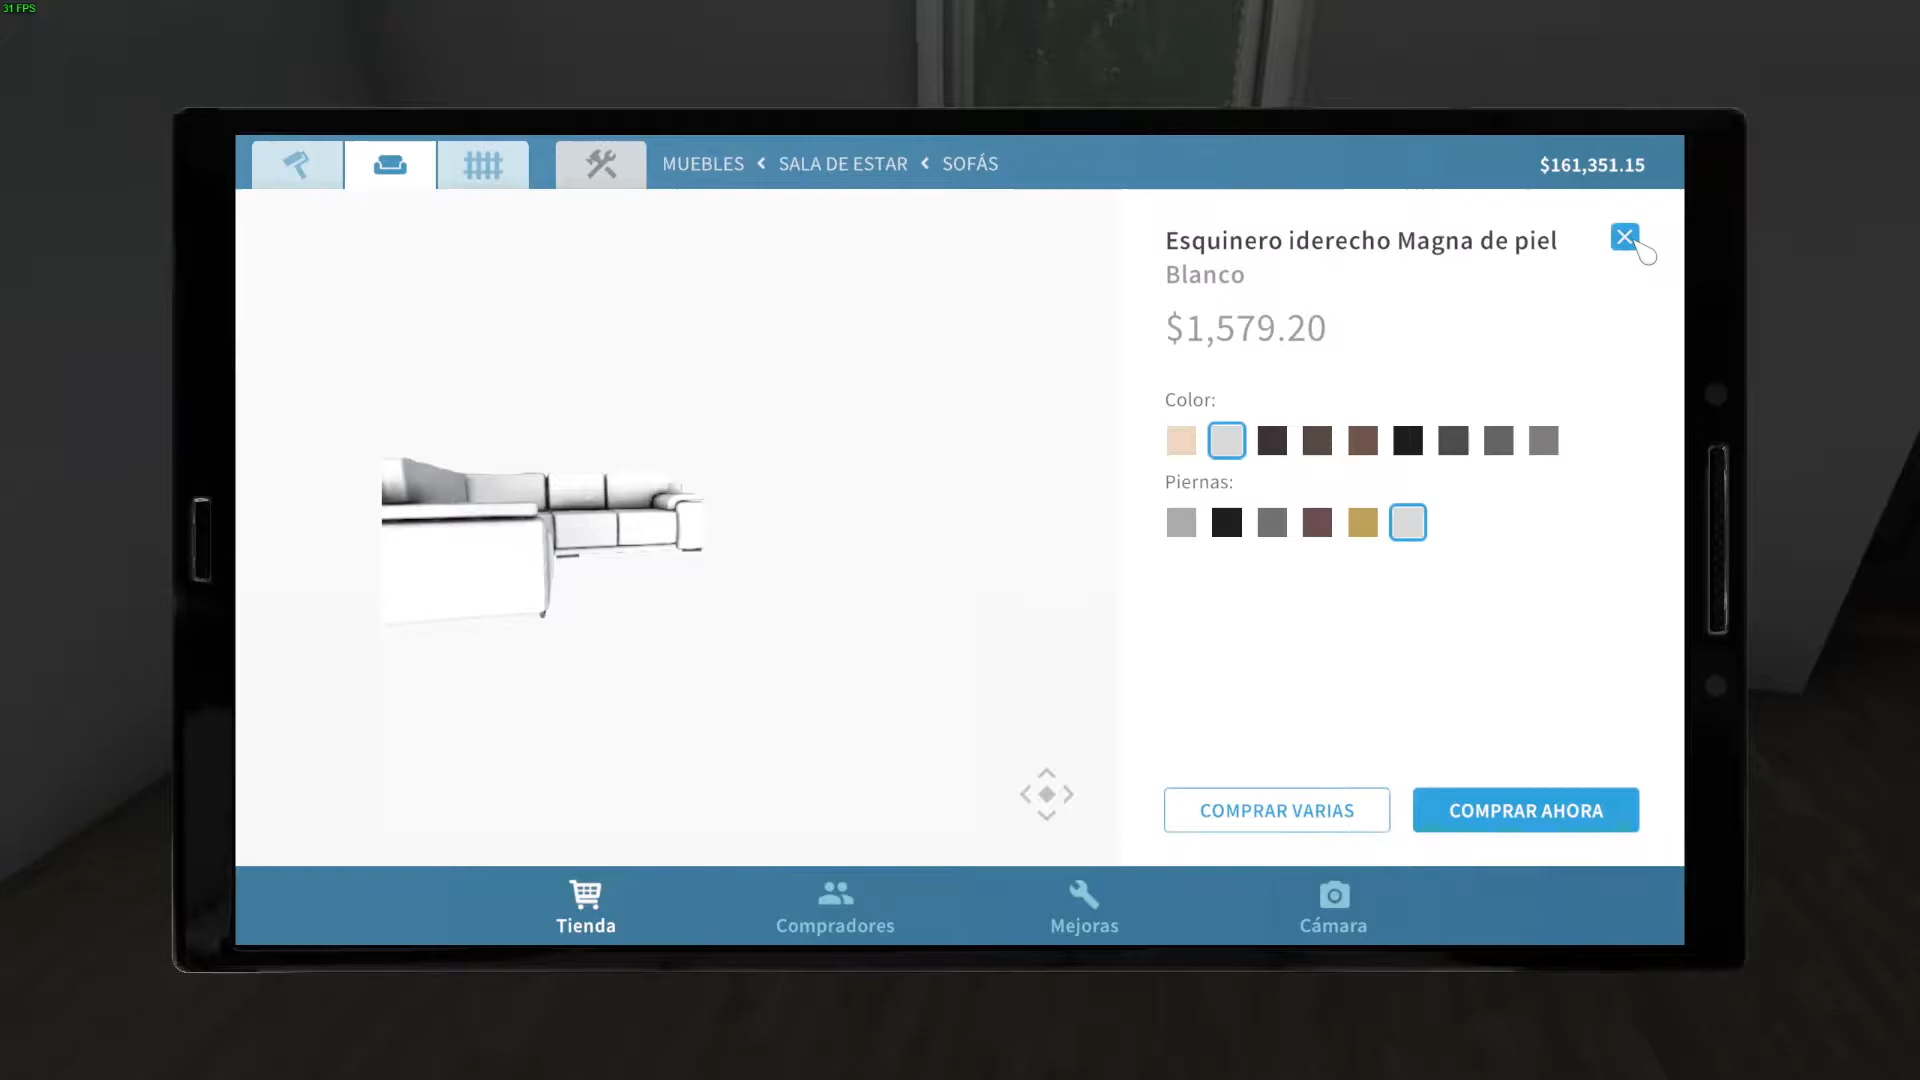 31 FPS
MUEBLES < SALA DE ESTAR < SOFÁS
$161,351.15
Esquinero iderecho Magna de piel
Blanco
$1,579.20
Color:
Piernas:
COMPRAR VARIAS
COMPRAR AHORA
Tienda
Compradores
Mejoras
Cámara